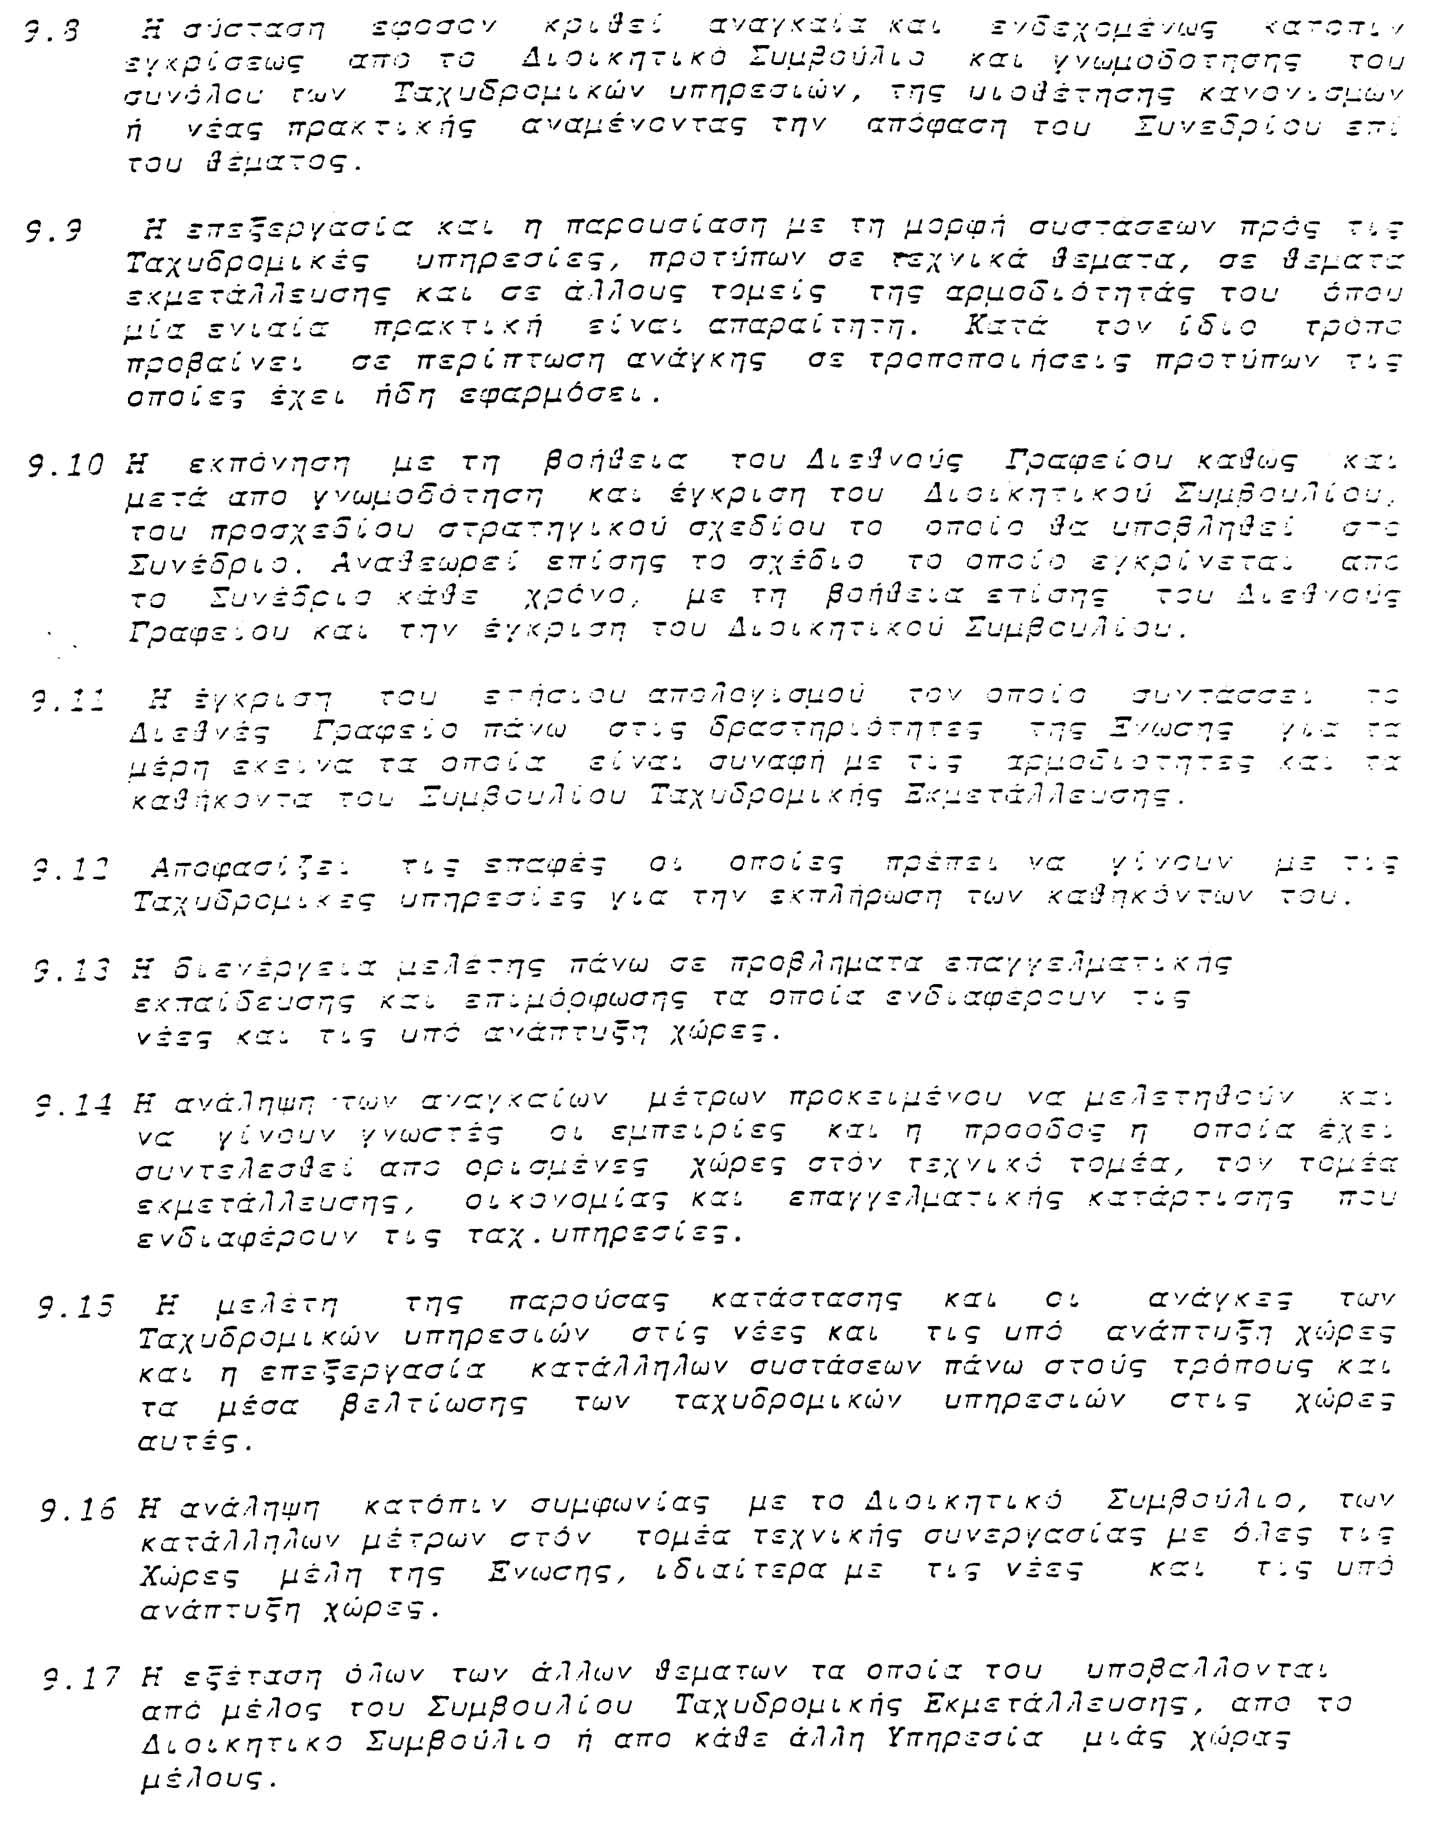 9.8 Η σύσταση εφοσον κριθεί αναγκαία και ενδεχομένως κατοπιν
εγκρίσεως απο το Διοικητικό Συμβούλιο και γνωμοδοτησης του
συνόλου των Ταχυδρομικών υπηρεσιών, της υιοθέτησης κανονισμών
ή νέας πρακτικής αναμένοντας την απόφαση του Συνεδρίου επί
του θέματος.
9.9 Η επεξεργασία και η παρουσίαση με τη μορφή συστάσεων πρός τις
Ταχυδρομικές υπηρεσίες, προτύπων σε τεχνικά θεματα, σε θεματα
εκμετάλλευσης και σε άλλους τομείς της αρμοδιότητάς του όπου
μία ενιαία πρακτική είναι απαραίτητη. Κατά τον ίδιο τρόπο
προβαίνει σε περίπτωση ανάγκης σε τροποποιήσεις προτύπων τις
οποίες έχει ήδη εφαρμόσει.
9.10 Η εκπόνηση με τη βοήθεια του Διεθνούς Γραφείου καθώς και
μετά απο γνωμοδότηση και έγκριση του Διοικητικού Συμβουλίου,
του προσχεδίου στρατηγικού σχεδίου το οποίο θα υποβληθεί στο
Συνέδριο. Αναθεωρεί επίσης το σχέδιο το οποίο εγκρίνεται απο
το Συνέδριο κάθε χρόνο, με τη βοήθεια επίσης του Διεθνούς
Γραφείου και την έγκριση του Διοικητικού Συμβουλίου.
9.11 Η έγκριση του ετήσιου απολογισμού τον οποίο συντάσσει το
Διεθνές Γραφείο πάνω στις δραστηριότητες της Ενωσης για τα
μέρη εκεινα τα οποία είναι συναφή με τις αρμοδιοτητες και τα
καθήκοντα του Συμβουλίου Ταχυδρομικής Εκμετάλλευσης.
9.12 Αποφασίζει τις επαφές οι οποίες πρέπει να γίνουν με τις
Ταχυδρομικες υπηρεσίες για την εκπλήρωση των καθηκόντων του.
9.13 Η διενέργεια μελέτης πάνω σε προβληματα επαγγελματικής
εκπαίδευσης και επιμόρφωσης τα οποία ενδιαφερουν τις
νέες και τις υπό ανάπτυξη χώρες.
9.14 Η ανάληψη των αναγκαίων μέτρων προκειμένου να μελετηθούν και
να γίνουν γνωστές οι εμπειρίες και η προοδος η οποία έχει
συντελεσθεί απο ορισμένες χώρες στόν τεχνικό τομέα, τον τομέα
εκμετάλλευσης, οικονομίας και επαγγελματικής κατάρτισης που
ενδιαφέρουν τις ταχ.υπηρεσίες.
9.15 Η μελέτη της παρούσας κατάστασης και οι ανάγκες των
Ταχυδρομικών υπηρεσιών στίς νέες και τις υπό ανάπτυξη χώρες
και η επεξεργασία κατάλληλων συστάσεων πάνω στούς τρόπους και
τα μέσα βελτίωσης των ταχυδρομικών υπηρεσιών στις χώρες
αυτές.
9.16 Η ανάληψη κατόπιν συμφωνίας με το Διοικητικό Συμβούλιο, των
κατάλληλων μέτρων στόν τομέα τεχνικής συνεργασίας με όλες τις
Χώρες μέλη της Ενωσης, ιδιαίτερα με τις νέες και τις υπό
ανάπτυξη χώρες.
9.17 Η εξέταση όλων των άλλων θεματων τα οποία του υποβαλλονται
από μέλος του Συμβουλίου Ταχυδρομικής Εκμετάλλευσης, απο το
Διοικητικο Συμβούλιο ή απο κάθε άλλη Υπηρεσία μιάς χώρας
μέλους.